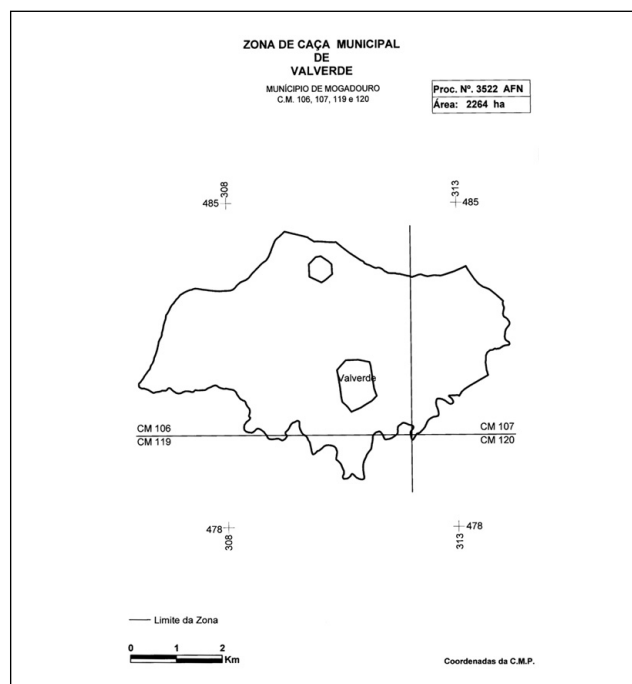 ZONA DE CAÇA MUNICIPAL
DE
VALVERDE
MUNÍCIPIO DE MOGADOURO
C.M. 106, 107, 119 e 120
Proc. Nº. 3522 AFN
Área: 2264 ha
308
485
313
485
Valverde
CM 106
CM 107
CM 119
CM 120
478
308
478
313
Limite da Zona
0 1 2
Km
Coordenadas da C.M.P.